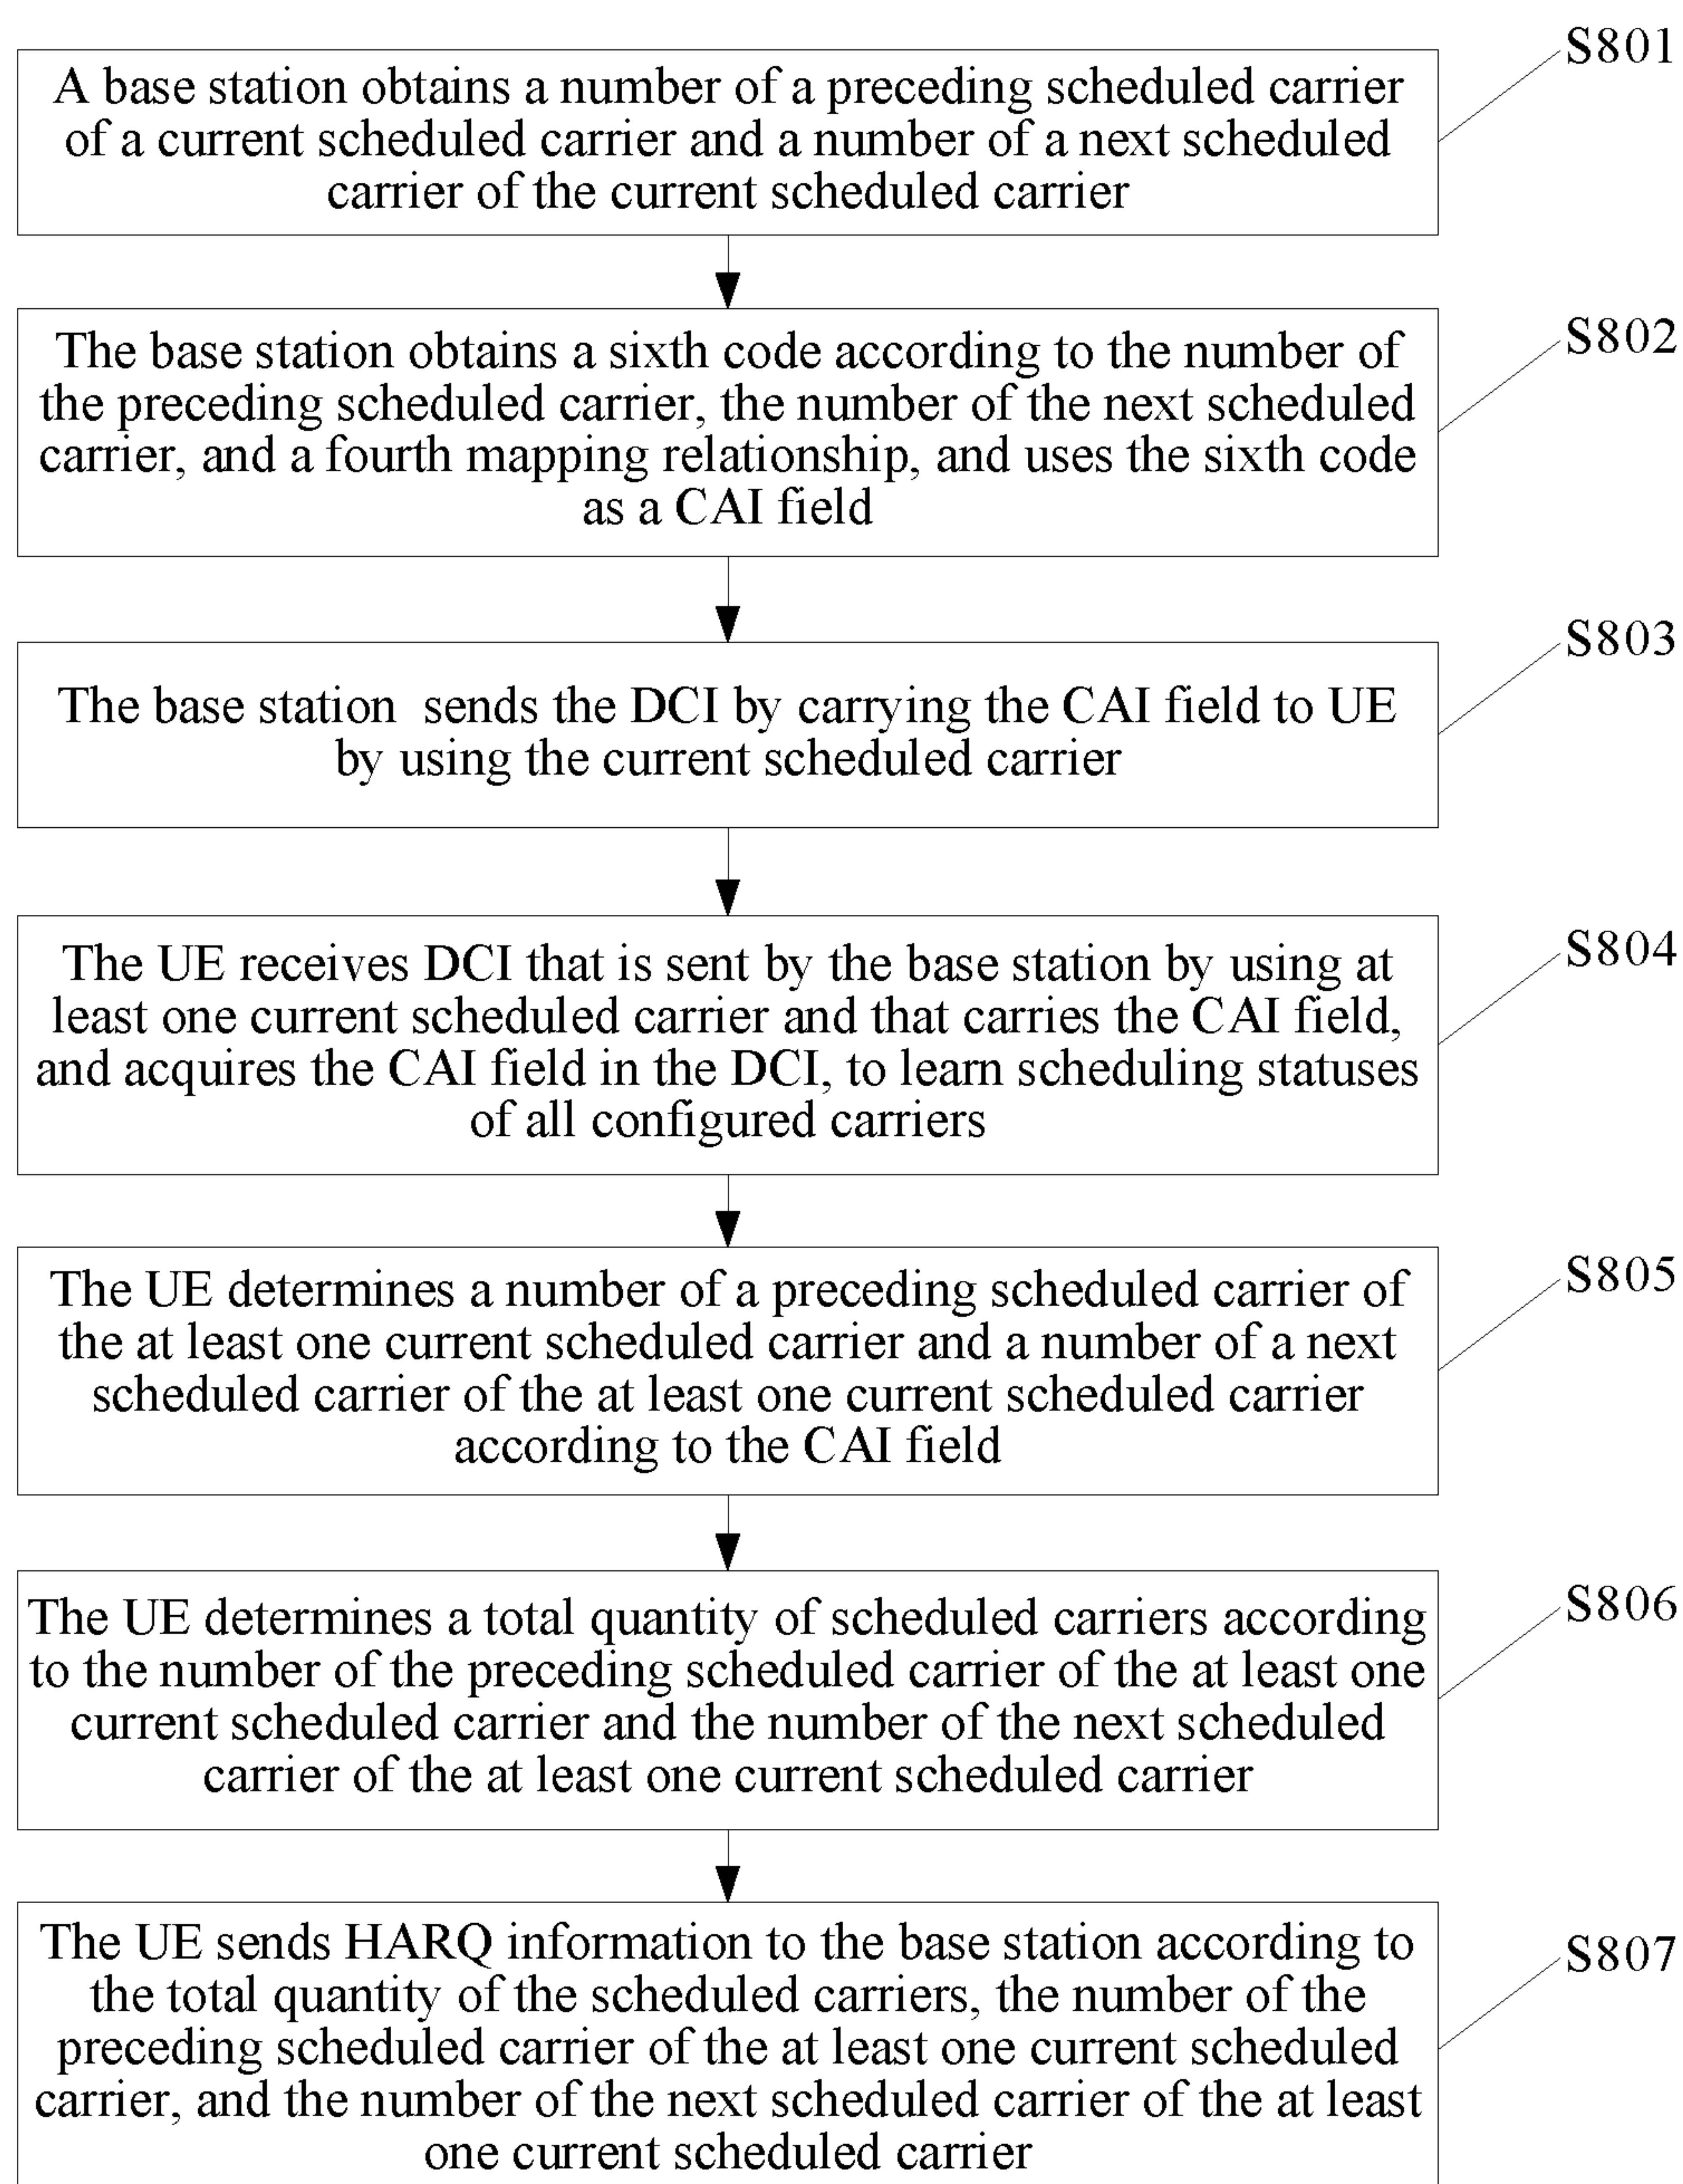 S801
A base station obtains a number of a preceding scheduled carrier
of a current scheduled carrier and a number of a next scheduled
carrier of the current scheduled carrier
S802
The base station obtains a sixth code according to the number of
the preceding scheduled carrier, the number of the next scheduled
carrier, and a fourth mapping relationship, and uses the sixth code
as a CAI field
S803
The base station sends the DCI by carrying the CAI field to UE
by using the current scheduled carrier
S804
The UE receives DCI that is sent by the base station by using at
least one current scheduled carrier and that carries the CAI field,
and acquires the CAI field in the DCI, to learn scheduling statuses
of all configured carriers
S805
The UE determines a number of a preceding scheduled carrier of
the at least one current scheduled carrier and a number of a next
scheduled carrier of the at least one current scheduled carrier
according to the CAI field
S806
The UE determines a total quantity of scheduled carriers according
to the number of the preceding scheduled carrier of the at least one
current scheduled carrier and the number of the next scheduled
carrier of the at least one current scheduled carrier
S807
The UE sends HARQ information to the base station according to
the total quantity of the scheduled carriers, the number of the
preceding scheduled carrier of the at least one current scheduled
carrier, and the number of the next scheduled carrier of the at least
one current scheduled carrier